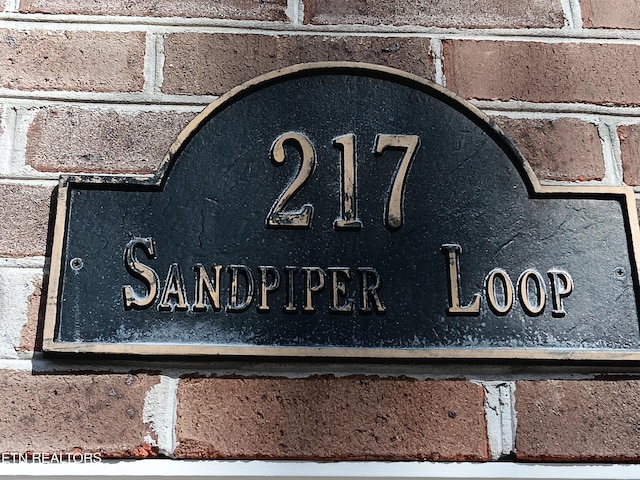 217
SANDPIPER LOOP
ETN REALTORS